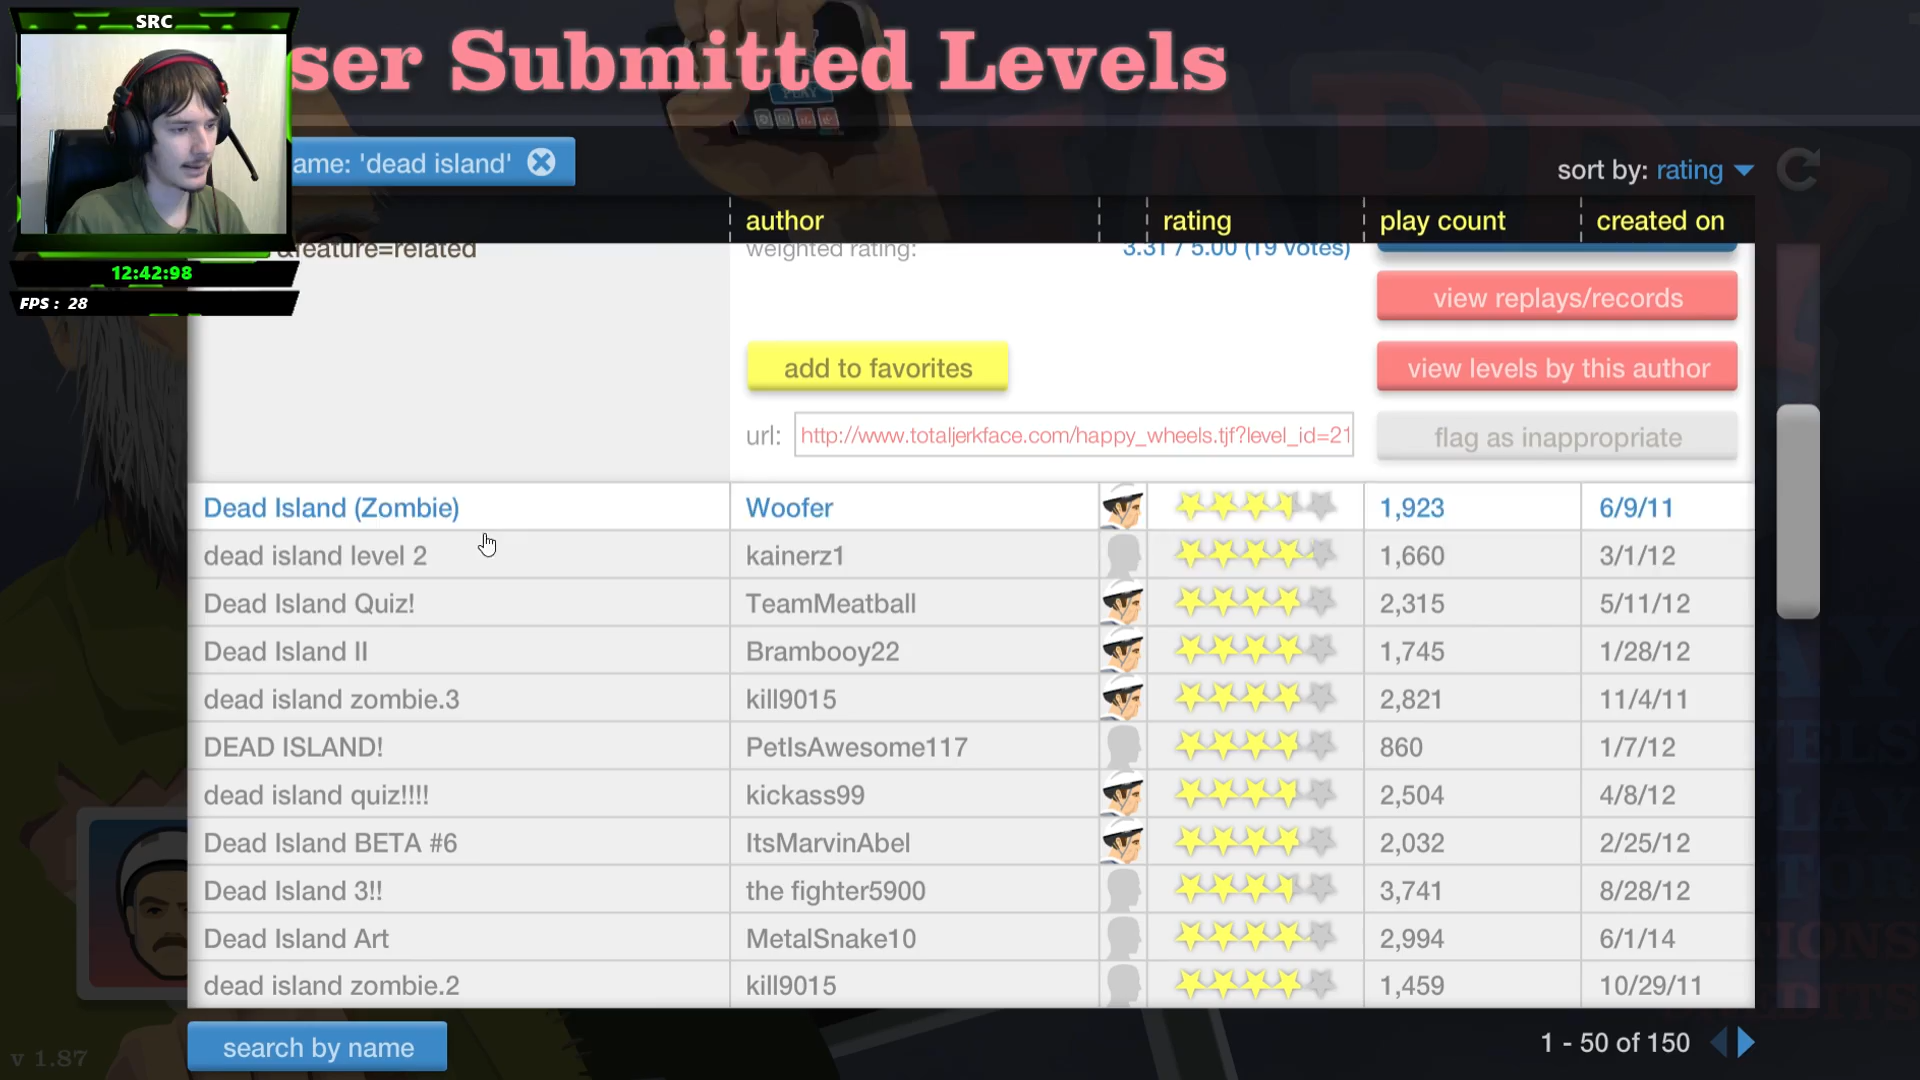 SRC
ser Submitted Levels
ame: 'dead island'
sort by: rating
author rating play count created on
&feature=related weighted rating: 3.31 / 5.00 (19 votes)
12:42:98
FPS : 28
view replays/records
add to favorites view levels by this author
url: http://www.totaljerkface.com/happy_wheels.tjf?level_id=21 flag as inappropriate
Dead Island (Zombie) Woofer 1,923 6/9/11
dead island level 2 kainerz1 1,660 3/1/12
Dead Island Quiz! TeamMeatball 2,315 5/11/12
Dead Island II Brambooy22 1,745 1/28/12
dead island zombie.3 kill9015 2,821 11/4/11
DEAD ISLAND! PetIsAwesome117 860 1/7/12
dead island quiz!!!! kickass99 2,504 4/8/12
Dead Island BETA #6 ItsMarvinAbel 2,032 2/25/12
Dead Island 3!! the fighter5900 3,741 8/28/12
Dead Island Art MetalSnake10 2,994 6/1/14
dead island zombie.2 kill9015 1,459 10/29/11
search by name 1 - 50 of 150
v 1.87